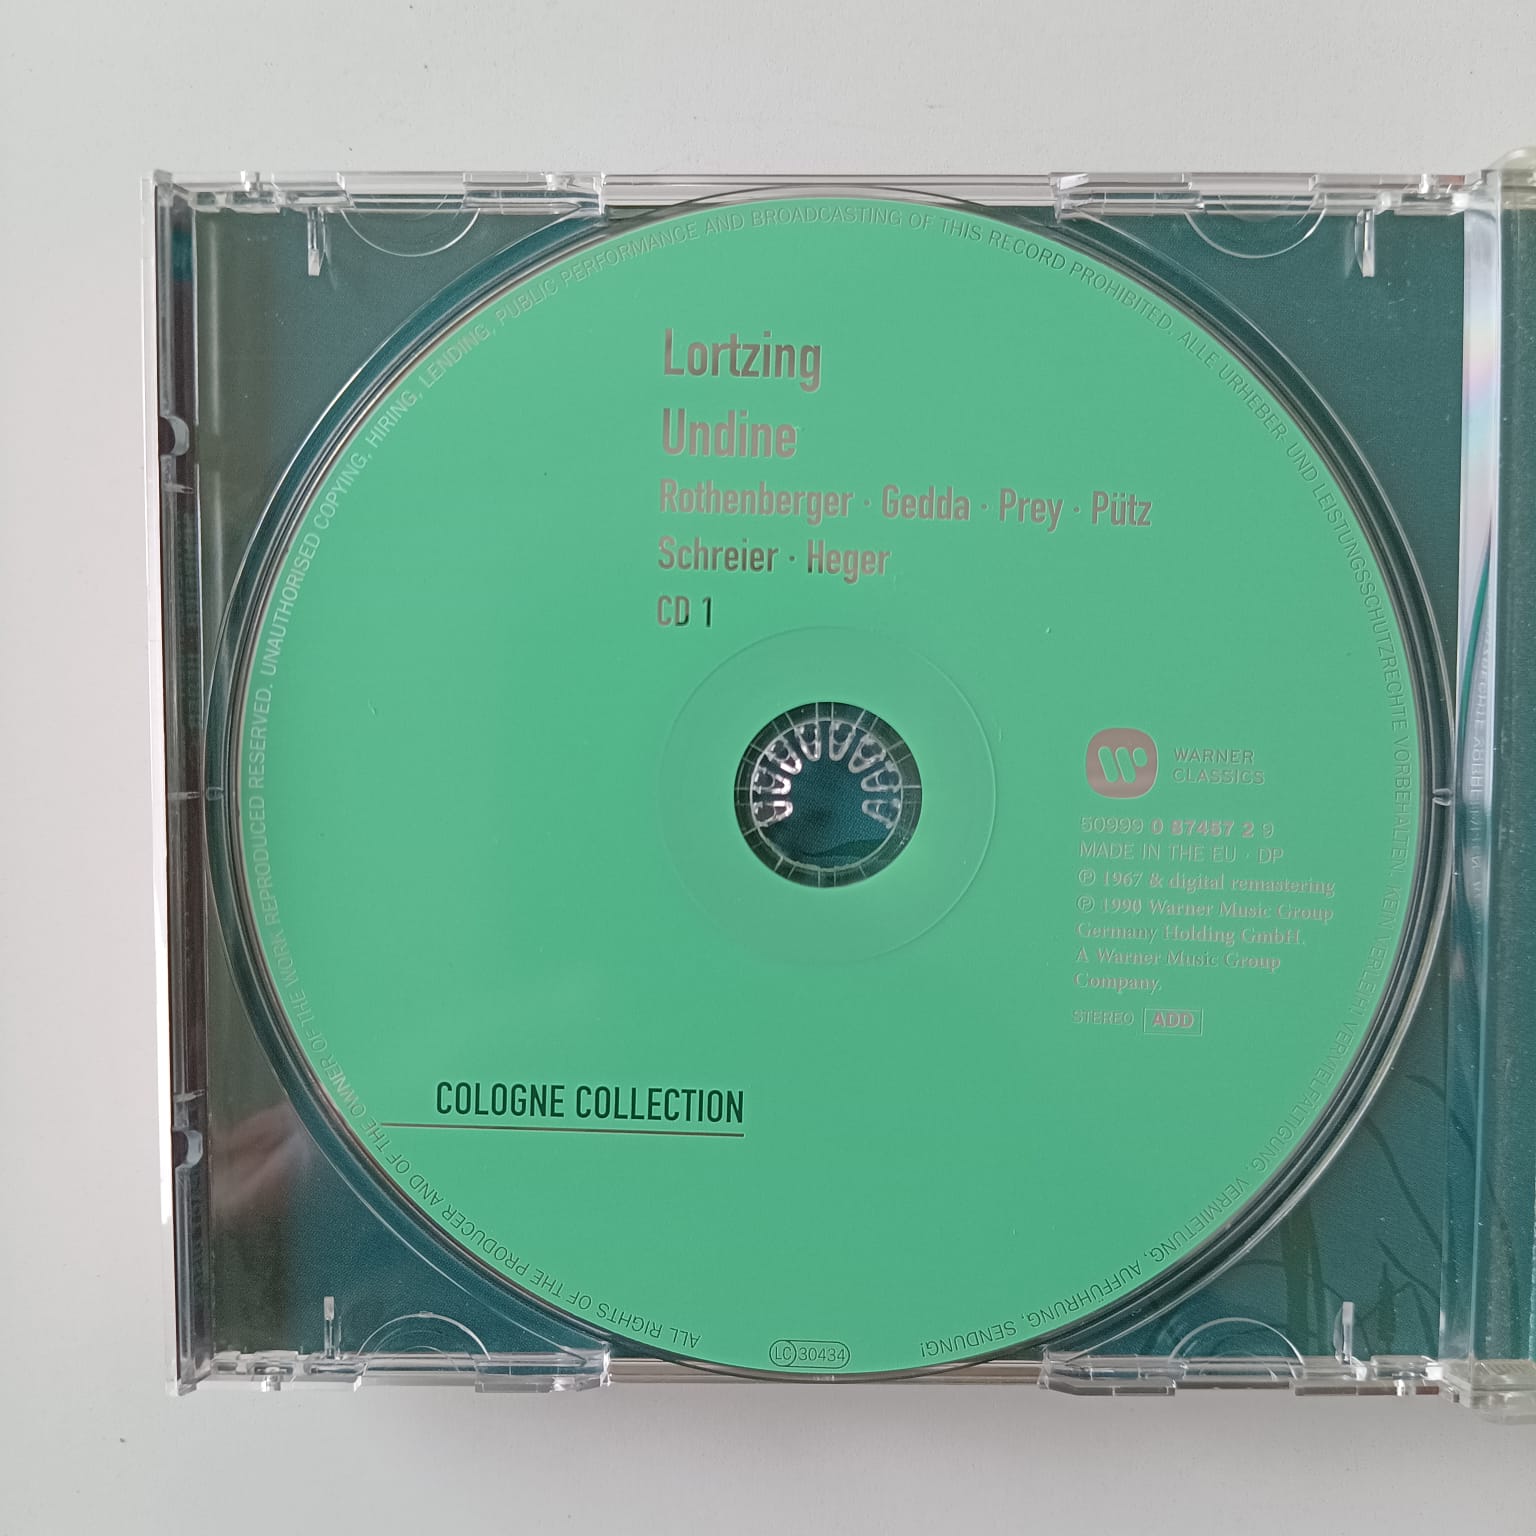 Lortzing
Undine
Rothenberger · Gedda · Prey · Pütz
Schreier · Heger
CD 1
WARNER
CLASSICS
50999 0 87457 2 9
MADE IN THE EU · DP
℗ 1967 & digital remastering
℗ 1990 Warner Music Group
Germany Holding GmbH.
A Warner Music Group
Company.
STEREO ADD
COLOGNE COLLECTION
ALL RIGHTS OF THE PRODUCER AND OF THE OWNER OF THE WORK REPRODUCED RESERVED. UNAUTHORISED COPYING, HIRING, LENDING, PUBLIC PERFORMANCE AND BROADCASTING OF THIS RECORD PROHIBITED. ALLE URHEBER- UND LEISTUNGSSCHUTZRECHTE VORBEHALTEN. KEIN VERLEIH! VERVIELFÄLTIGUNG, VERMIETUNG, AUFFÜHRUNG, SENDUNG!
LC 30434